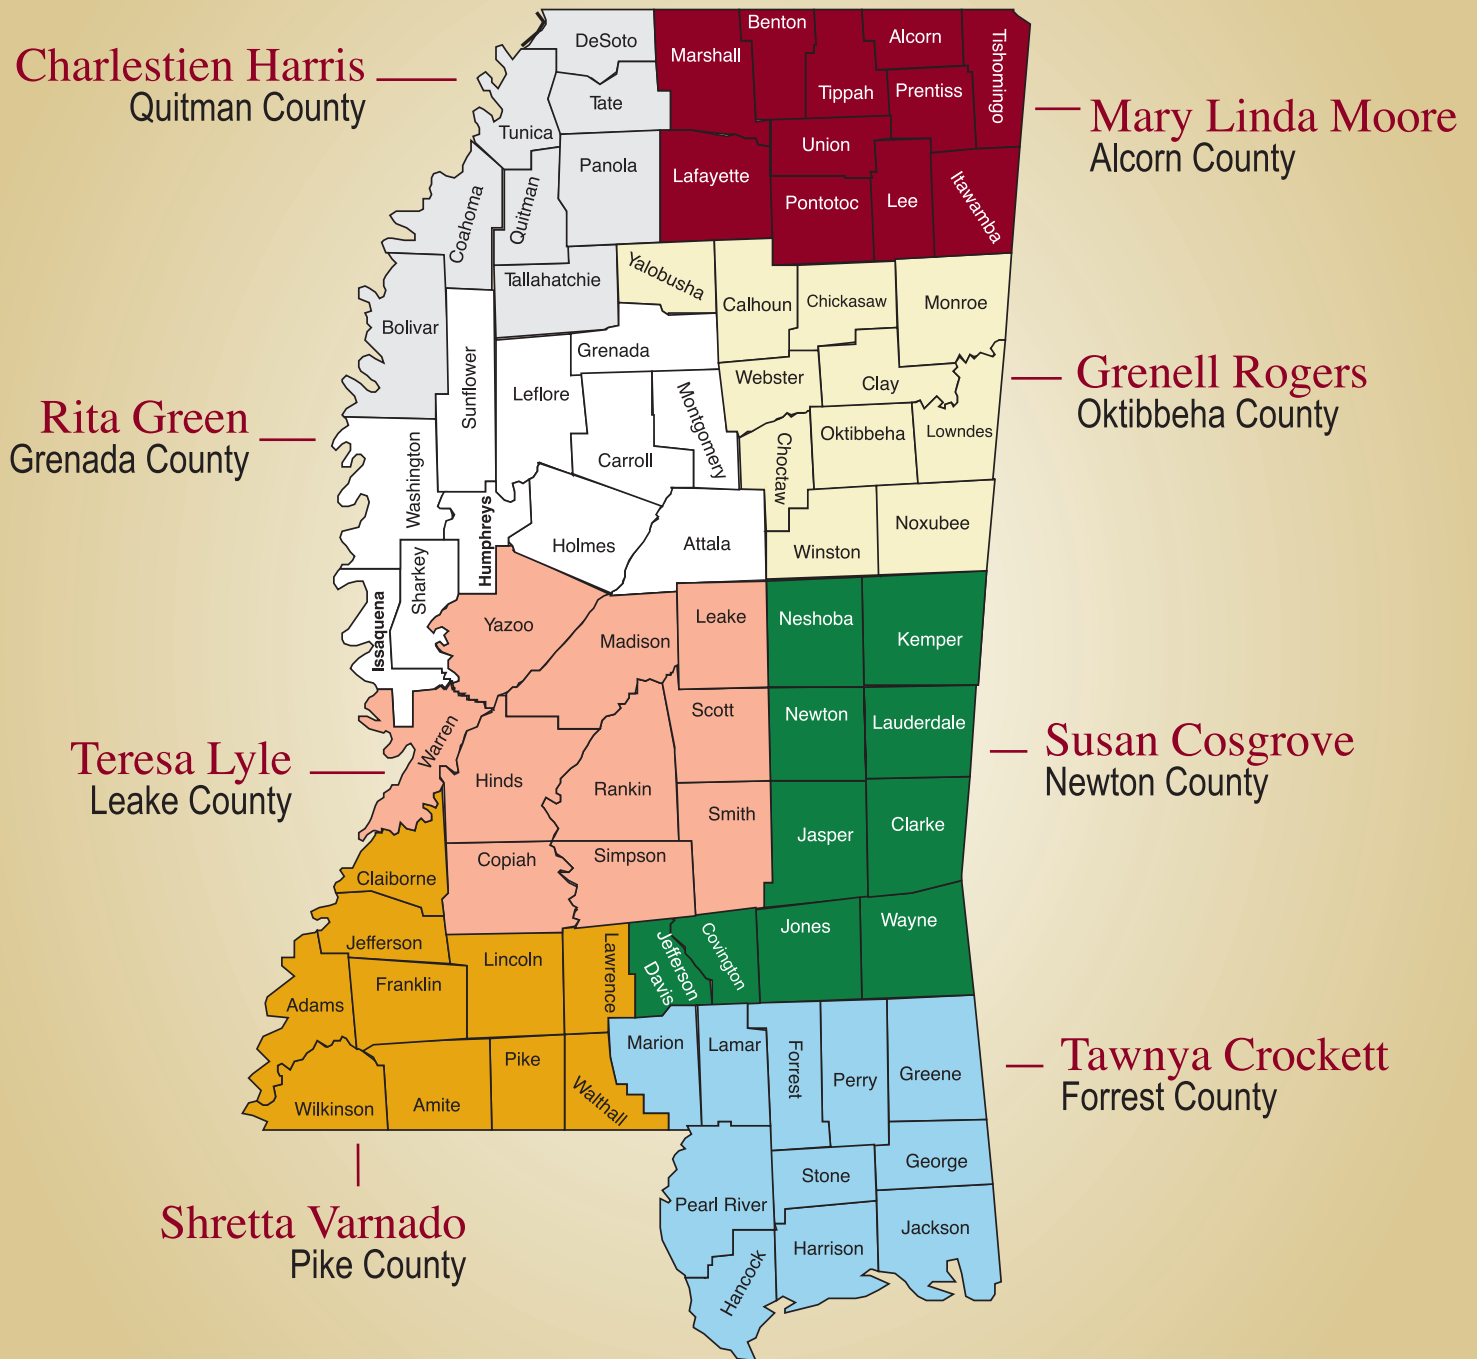 Charlestien Harris
Quitman County
Mary Linda Moore
Alcorn County
Rita Green
Grenada County
Grenell Rogers
Oktibbeha County
Teresa Lyle
Leake County
Susan Cosgrove
Newton County
Shretta Varnado
Pike County
Tawnya Crockett
Forrest County
DeSoto
Tate
Tunica
Panola
Coahoma
Quitman
Tallahatchie
Bolivar
Marshall
Benton
Tippah
Alcorn
Prentiss
Tishomingo
Union
Lafayette
Pontotoc
Lee
Itawamba
Yalobusha
Calhoun
Chickasaw
Monroe
Webster
Clay
Choctaw
Oktibbeha
Lowndes
Winston
Noxubee
Sunflower
Leflore
Grenada
Montgomery
Carroll
Washington
Humphreys
Holmes
Attala
Sharkey
Issaquena
Yazoo
Madison
Leake
Warren
Hinds
Rankin
Scott
Smith
Copiah
Simpson
Neshoba
Kemper
Newton
Lauderdale
Jasper
Clarke
Jefferson
Davis
Covington
Jones
Wayne
Claiborne
Jefferson
Lincoln
Lawrence
Adams
Franklin
Wilkinson
Amite
Pike
Walthall
Marion
Lamar
Forrest
Perry
Greene
Pearl River
Stone
George
Hancock
Harrison
Jackson